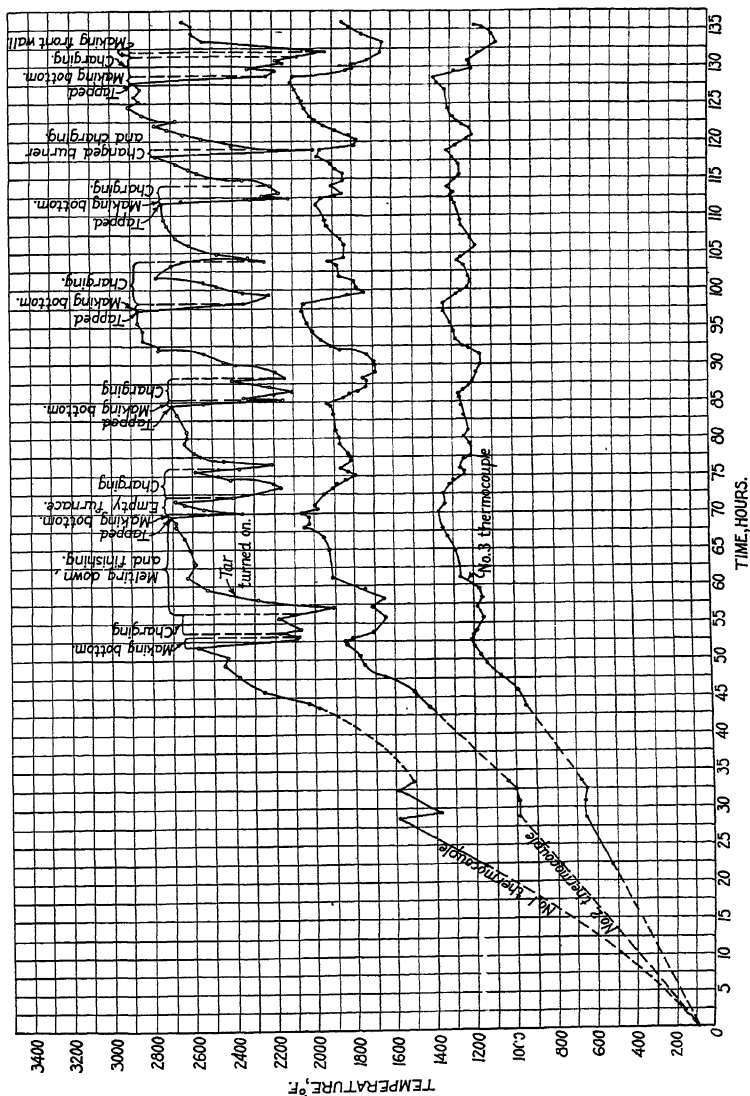 Making bottom.
Charging
Melting down,
and finishing.
Tapped
Making bottom.
Empty furnace.
Charging
Tapped
Making bottom.
Charging
Tapped
Making bottom.
Charging.
Tapped
Making bottom.
Charging.
Changed burner
and charging.
Tapped
Making bottom.
Charging.
Making front wall.
Tar
turned on.
No.1 thermocouple
No.2 thermocouple
No.3 thermocouple
TEMPERATURE, °F.
3400
3200
3000
2800
2600
2400
2200
2000
1800
1600
1400
1200
1000
800
600
400
200
0
5
10
15
20
25
30
35
45
50
55
60
65
70
75
80
85
90
95
100
105
110
115
120
125
130
135
TIME, HOURS.